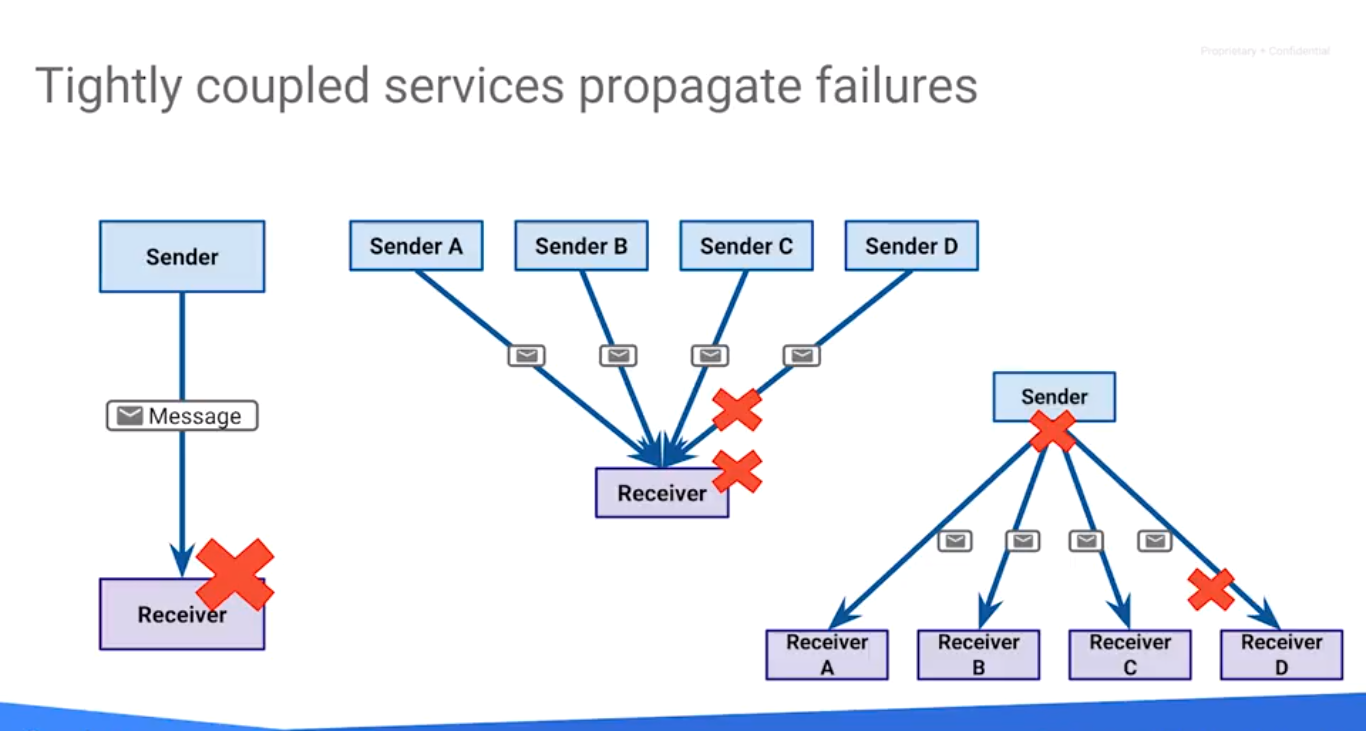 Proprietary + Confidential
Tightly coupled services propagate failures
Sender
Message
Receiver
Sender A
Sender B
Sender C
Sender D
Receiver
Sender
Receiver
A
Receiver
B
Receiver
C
Receiver
D